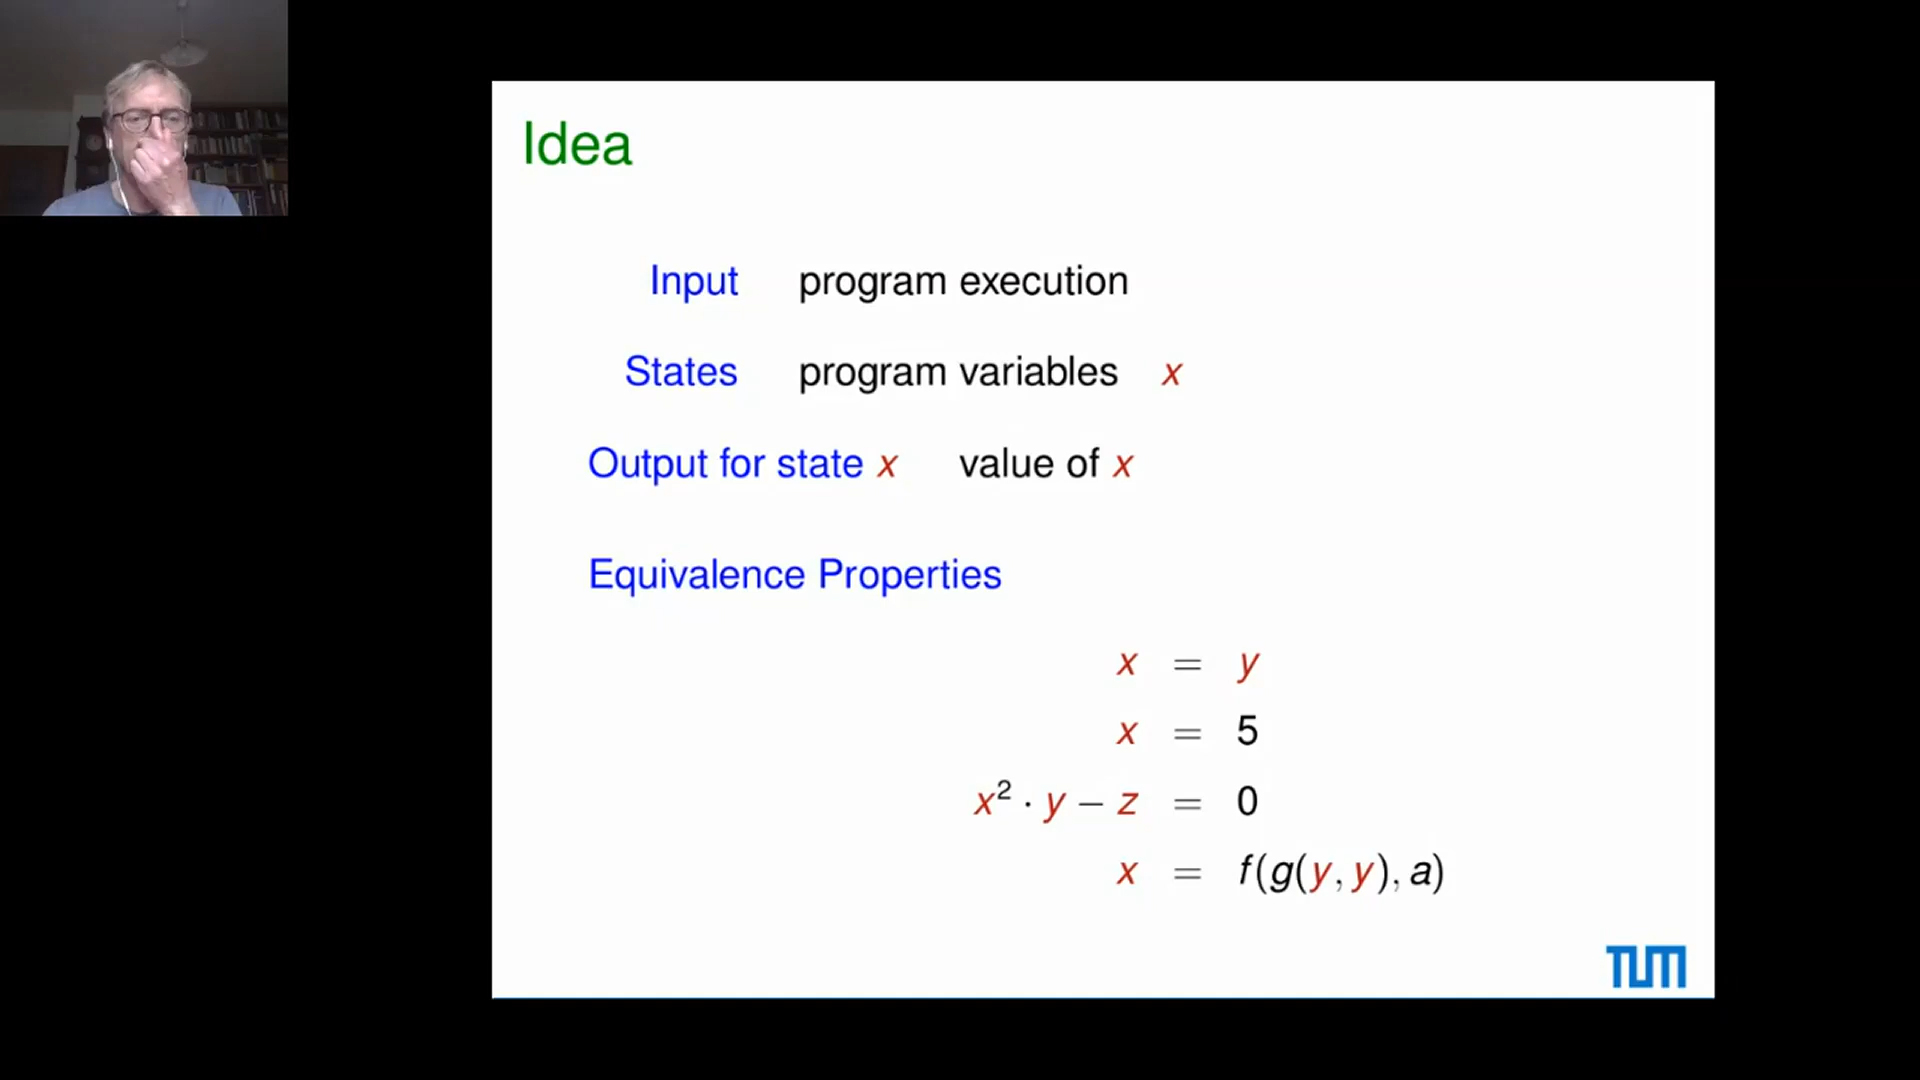 Idea
Input program execution
States program variables x
Output for state x value of x
Equivalence Properties
x = y
x = 5
x² · y − z = 0
x = f(g(y, y), a)
TUM